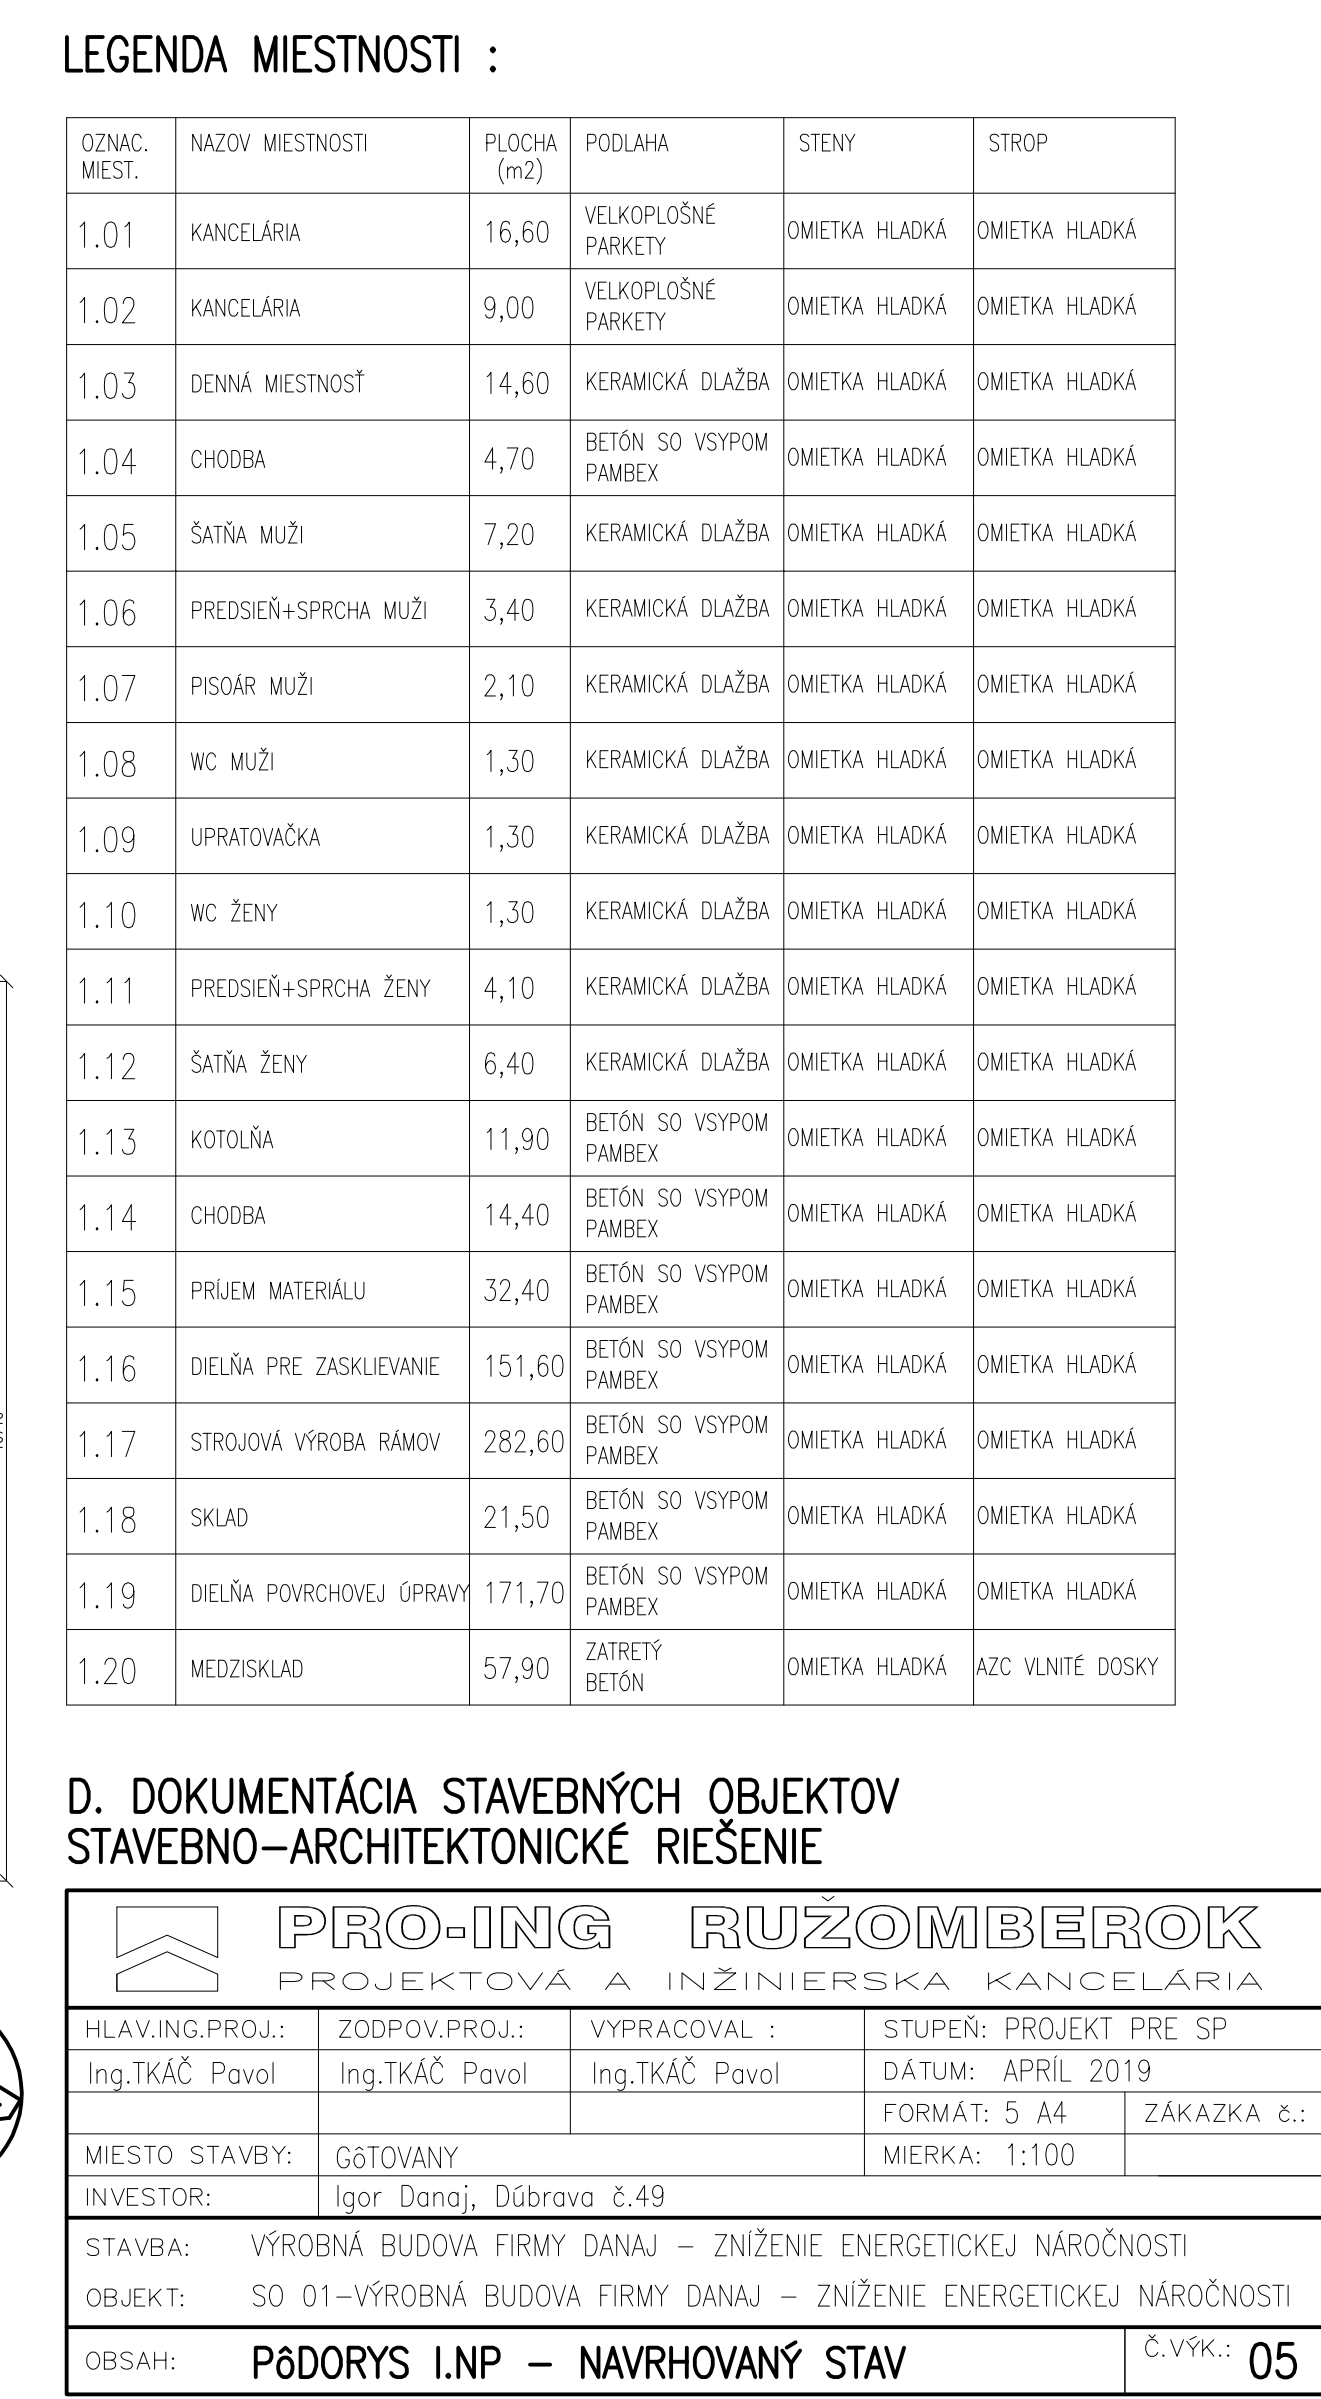 LEGENDA MIESTNOSTI :
OZNAC. MIEST. NAZOV MIESTNOSTI PLOCHA (m2) PODLAHA STENY STROP
1.01 KANCELÁRIA 16,60 VELKOPLOŠNÉ PARKETY OMIETKA HLADKÁ OMIETKA HLADKÁ
1.02 KANCELÁRIA 9,00 VELKOPLOŠNÉ PARKETY OMIETKA HLADKÁ OMIETKA HLADKÁ
1.03 DENNÁ MIESTNOSŤ 14,60 KERAMICKÁ DLAŽBA OMIETKA HLADKÁ OMIETKA HLADKÁ
1.04 CHODBA 4,70 BETÓN SO VSYPOM PAMBEX OMIETKA HLADKÁ OMIETKA HLADKÁ
1.05 ŠATŇA MUŽI 7,20 KERAMICKÁ DLAŽBA OMIETKA HLADKÁ OMIETKA HLADKÁ
1.06 PREDSIEŇ+SPRCHA MUŽI 3,40 KERAMICKÁ DLAŽBA OMIETKA HLADKÁ OMIETKA HLADKÁ
1.07 PISOÁR MUŽI 2,10 KERAMICKÁ DLAŽBA OMIETKA HLADKÁ OMIETKA HLADKÁ
1.08 WC MUŽI 1,30 KERAMICKÁ DLAŽBA OMIETKA HLADKÁ OMIETKA HLADKÁ
1.09 UPRATOVAČKA 1,30 KERAMICKÁ DLAŽBA OMIETKA HLADKÁ OMIETKA HLADKÁ
1.10 WC ŽENY 1,30 KERAMICKÁ DLAŽBA OMIETKA HLADKÁ OMIETKA HLADKÁ
1.11 PREDSIEŇ+SPRCHA ŽENY 4,10 KERAMICKÁ DLAŽBA OMIETKA HLADKÁ OMIETKA HLADKÁ
1.12 ŠATŇA ŽENY 6,40 KERAMICKÁ DLAŽBA OMIETKA HLADKÁ OMIETKA HLADKÁ
1.13 KOTOLŇA 11,90 BETÓN SO VSYPOM PAMBEX OMIETKA HLADKÁ OMIETKA HLADKÁ
1.14 CHODBA 14,40 BETÓN SO VSYPOM PAMBEX OMIETKA HLADKÁ OMIETKA HLADKÁ
1.15 PRÍJEM MATERIÁLU 32,40 BETÓN SO VSYPOM PAMBEX OMIETKA HLADKÁ OMIETKA HLADKÁ
1.16 DIELŇA PRE ZASKLIEVANIE 151,60 BETÓN SO VSYPOM PAMBEX OMIETKA HLADKÁ OMIETKA HLADKÁ
1.17 STROJOVÁ VÝROBA RÁMOV 282,60 BETÓN SO VSYPOM PAMBEX OMIETKA HLADKÁ OMIETKA HLADKÁ
1.18 SKLAD 21,50 BETÓN SO VSYPOM PAMBEX OMIETKA HLADKÁ OMIETKA HLADKÁ
1.19 DIELŇA POVRCHOVEJ ÚPRAVY 171,70 BETÓN SO VSYPOM PAMBEX OMIETKA HLADKÁ OMIETKA HLADKÁ
1.20 MEDZISKLAD 57,90 ZATRETÝ BETÓN OMIETKA HLADKÁ AZC VLNITÉ DOSKY
D. DOKUMENTÁCIA STAVEBNÝCH OBJEKTOV
STAVEBNO-ARCHITEKTONICKÉ RIEŠENIE
PRO-ING RUŽOMBEROK
PROJEKTOVÁ A INŽINIERSKA KANCELÁRIA
HLAV.ING.PROJ.: ZODPOV.PROJ.: VYPRACOVAL : STUPEŇ: PROJEKT PRE SP
Ing.TKÁČ Pavol Ing.TKÁČ Pavol Ing.TKÁČ Pavol DÁTUM: APRÍL 2019
FORMÁT: 5 A4 ZÁKAZKA č.:
MIESTO STAVBY: GôTOVANY MIERKA: 1:100
INVESTOR: Igor Danaj, Dúbrava č.49
STAVBA: VÝROBNÁ BUDOVA FIRMY DANAJ - ZNÍŽENIE ENERGETICKEJ NÁROČNOSTI
OBJEKT: SO 01-VÝROBNÁ BUDOVA FIRMY DANAJ - ZNÍŽENIE ENERGETICKEJ NÁROČNOSTI
OBSAH: PôDORYS I.NP - NAVRHOVANÝ STAV Č.VÝK.: 05